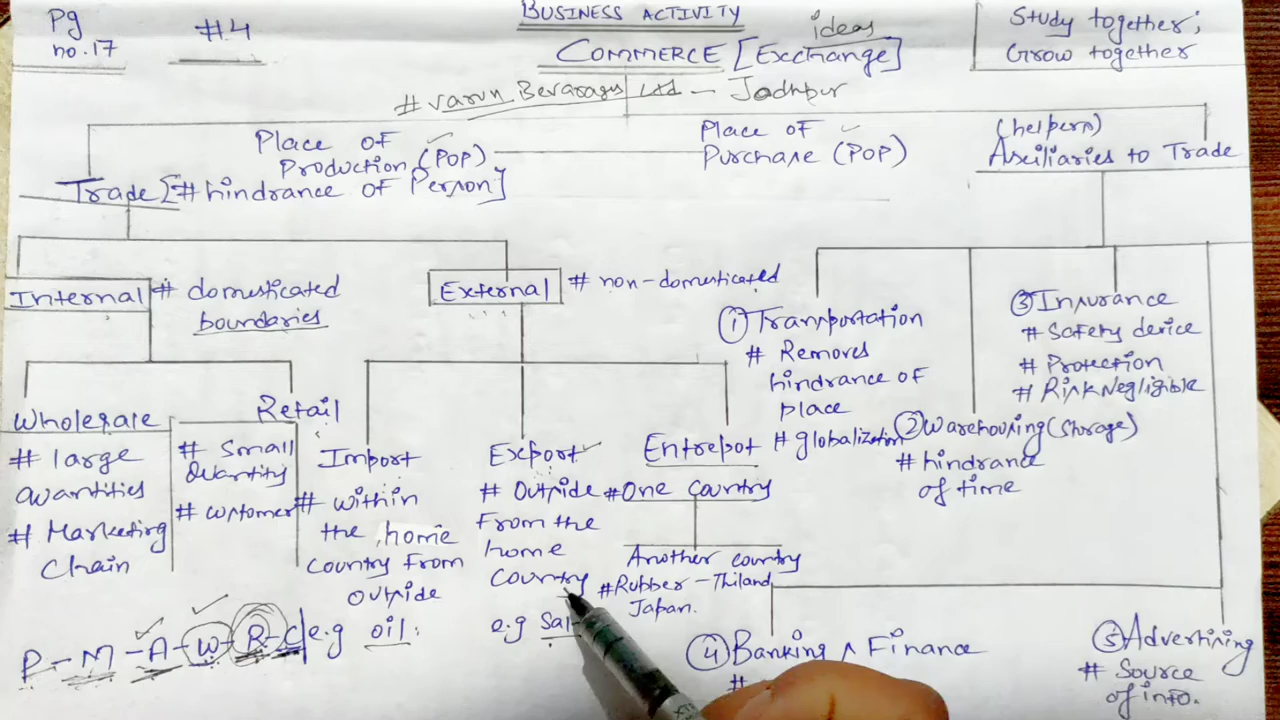 Pg
no.17
#4
BUSINESS ACTIVITY
ideas
COMMERCE [Exchange]
Study together;
Grow together
# varun Bevarages Ltd - Jodhpur
Place of
Production (POP)
Place of
Purchase (POP)
(helpers)
Auxiliaries to Trade
Trade [# hindrance of Person]
Internal # domesticated
boundaries
External # non-domesticated
① Transportation
# Removes
hindrance of
place
# globalization
③ Insurance
# Safety device
# Protection
# Risk Negligible
② Warehousing (Storage)
# hindrance
of time
Wholesale
# large
quantities
# Marketing
Chain
Retail
# Small
Quantity
# customer
Import
# within
the home
Country from
outside
Export
# Outside
From the
home
Country
e.g Sal
Entrepot
# One country
Another country
# Rubber - Thiland
Japan.
P - M - A - W - R - C e.g oil:
④ Banking & Finance
#
⑤ Advertising
# Source
of info.